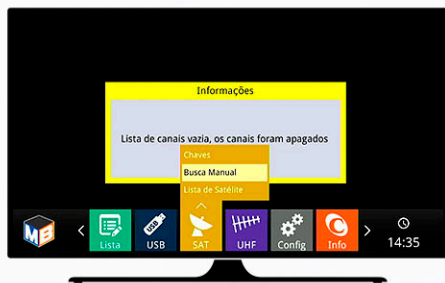 Informações
Lista de canais vazia, os canais foram apagados
Chaves
Busca Manual
Lista de Satélite
MB
Lista
USB
USB
SAT
UHF
Config
Info
14:35